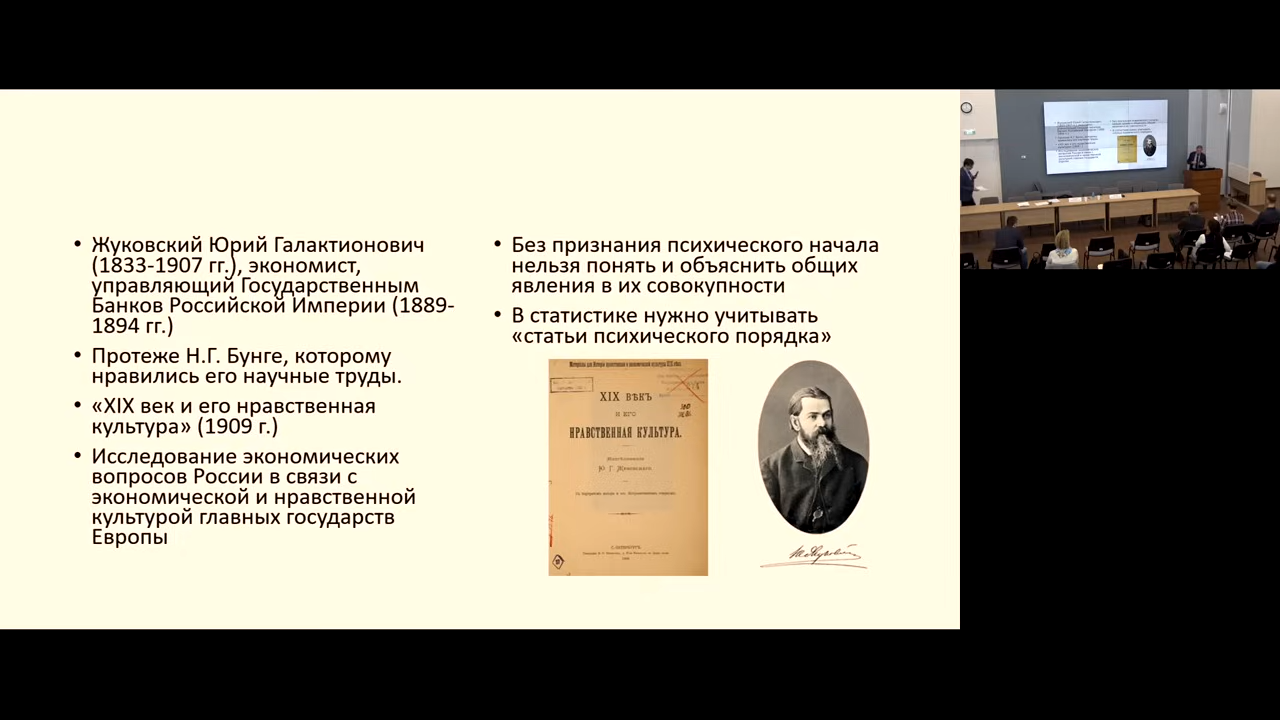 Жуковский Юрий Галактионович
(1833-1907 гг.), экономист,
управляющий Государственным
Банков Российской Империи (1889-
1894 гг.)
Протеже Н.Г. Бунге, которому
нравились его научные труды.
«XIX век и его нравственная
культура» (1909 г.)
Исследование экономических
вопросов России в связи с
экономической и нравственной
культурой главных государств
Европы
Без признания психического начала
нельзя понять и объяснить общих
явления в их совокупности
В статистике нужно учитывать
«статьи психического порядка»
XIX ВѢКЪ
И ЕГО
НРАВСТВЕННАЯ КУЛЬТУРА.